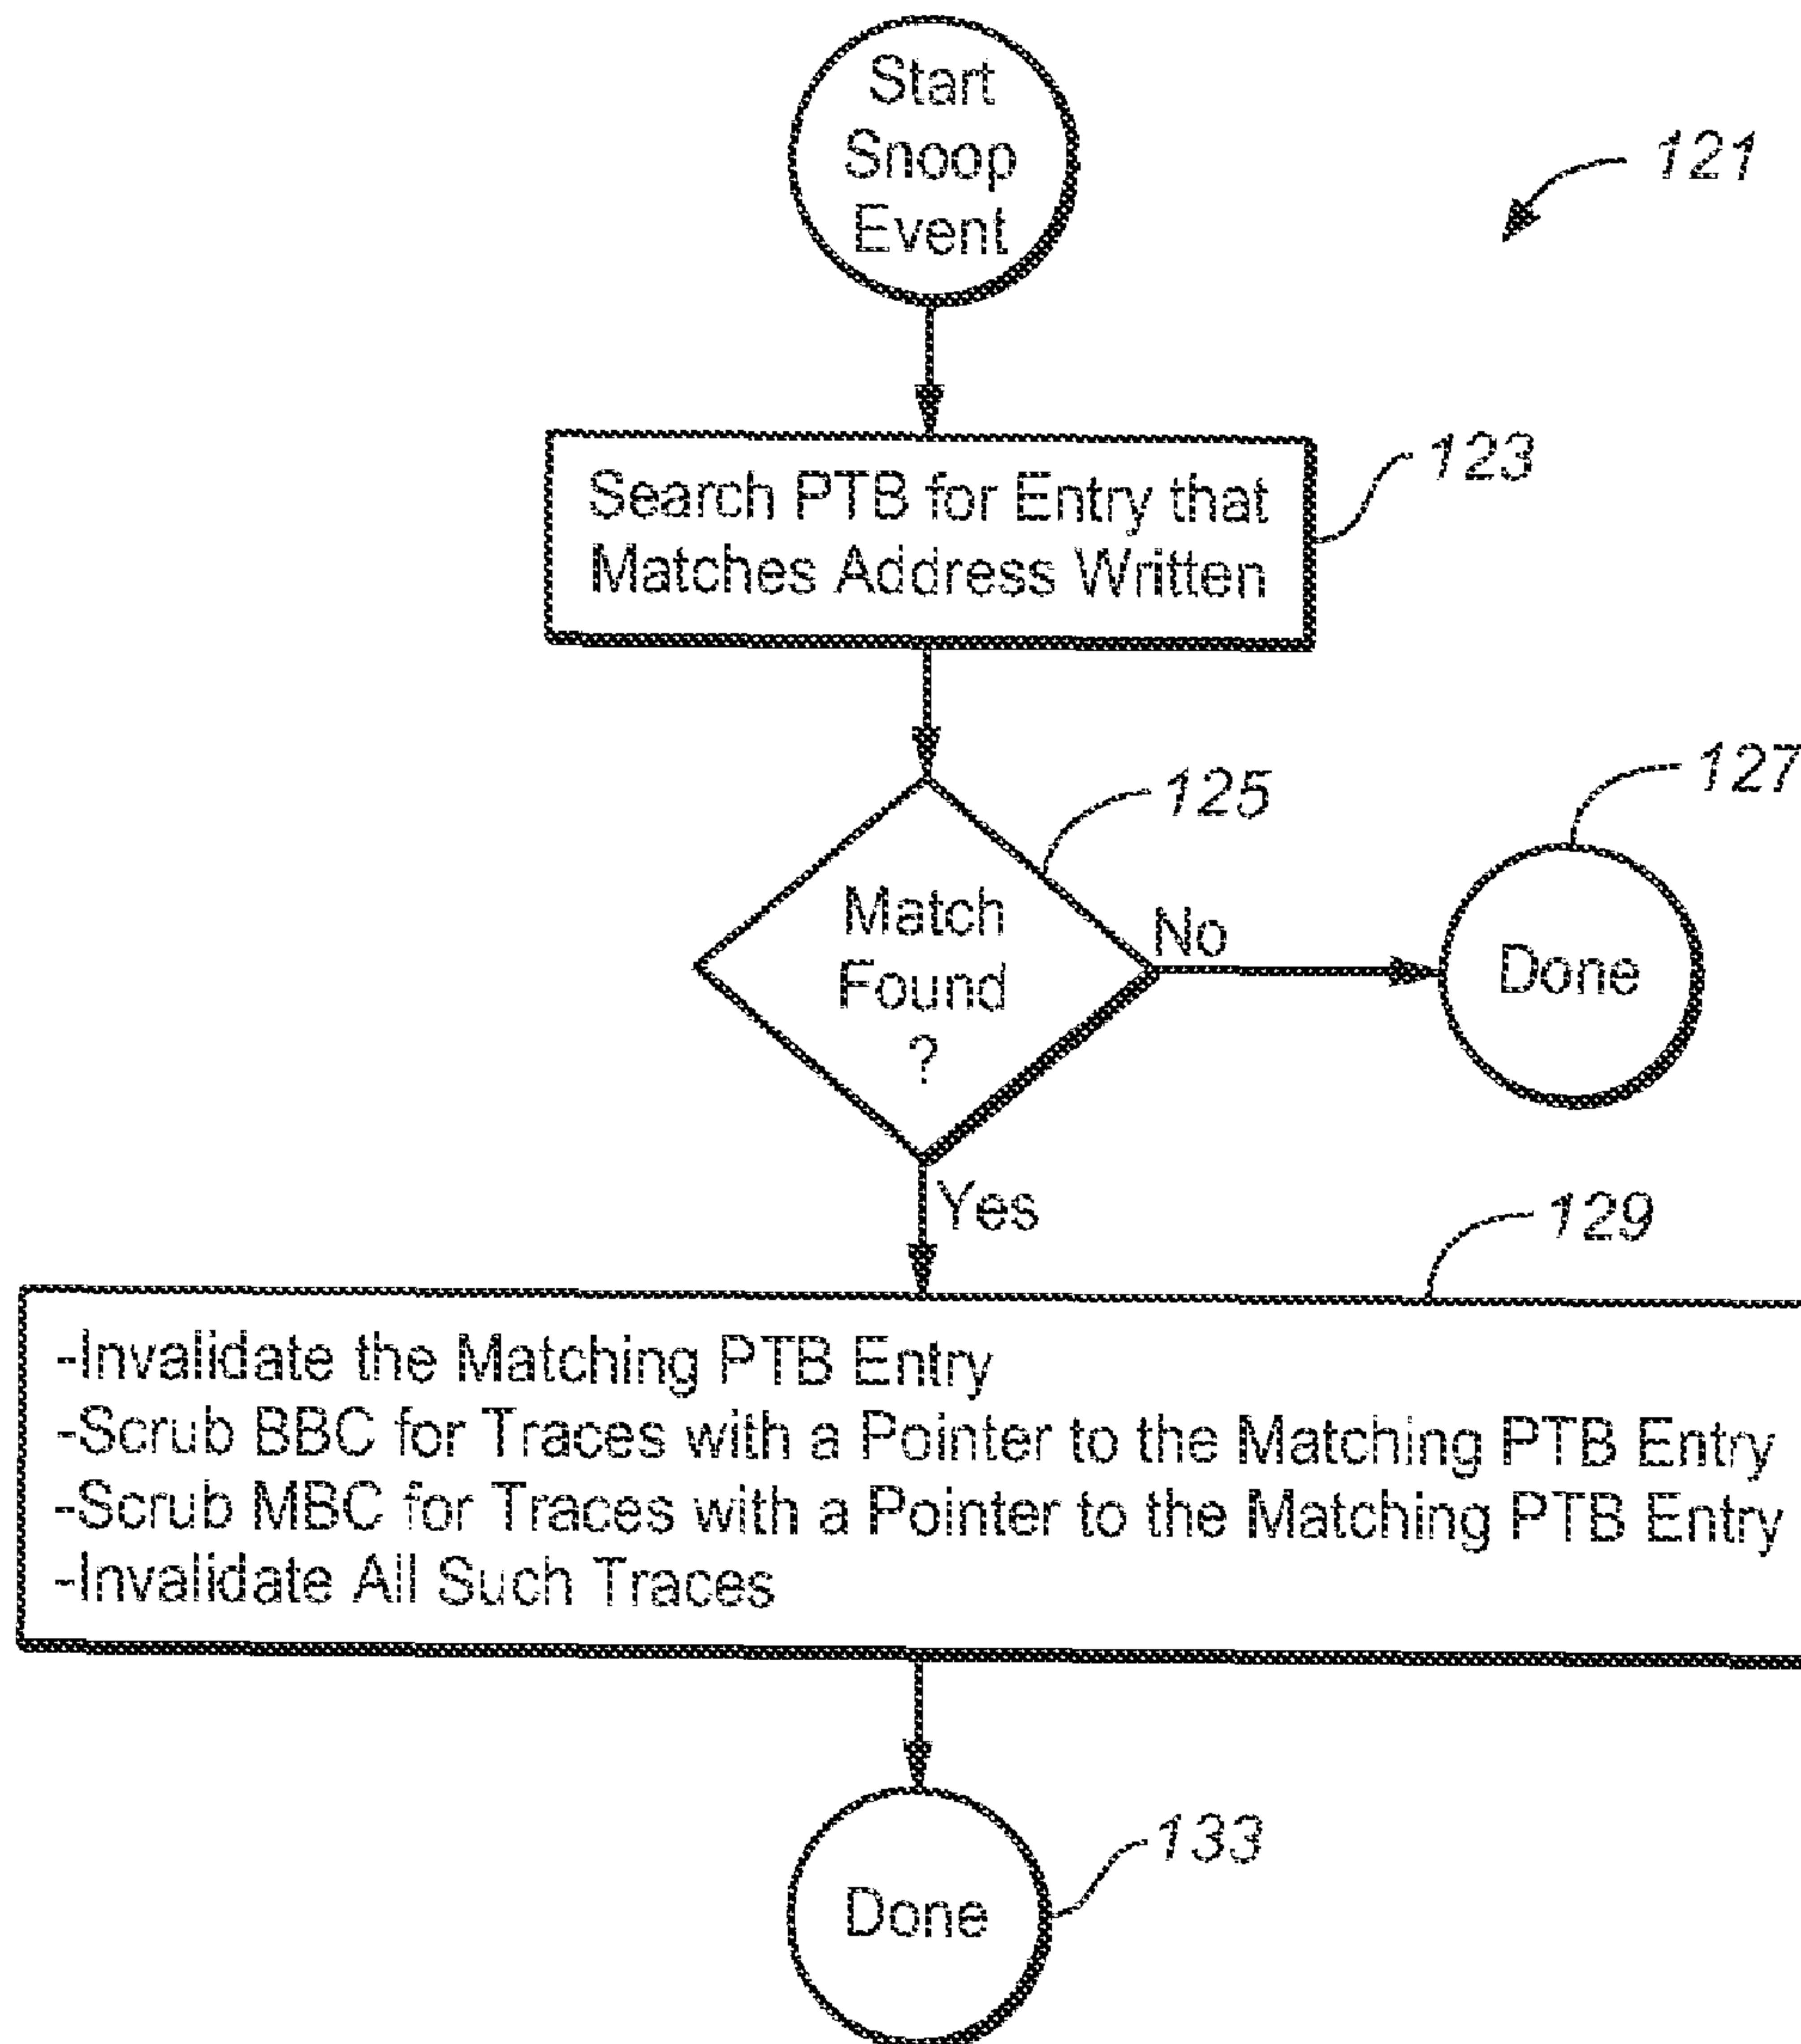 Start
Snoop
Event
121
Search PTB for Entry that
Matches Address Written
123
125
127
Match
Found
?
No
Done
Yes
129
-Invalidate the Matching PTB Entry
-Scrub BBC for Traces with a Pointer to the Matching PTB Entry
-Scrub MBC for Traces with a Pointer to the Matching PTB Entry
-Invalidate All Such Traces
133
Done